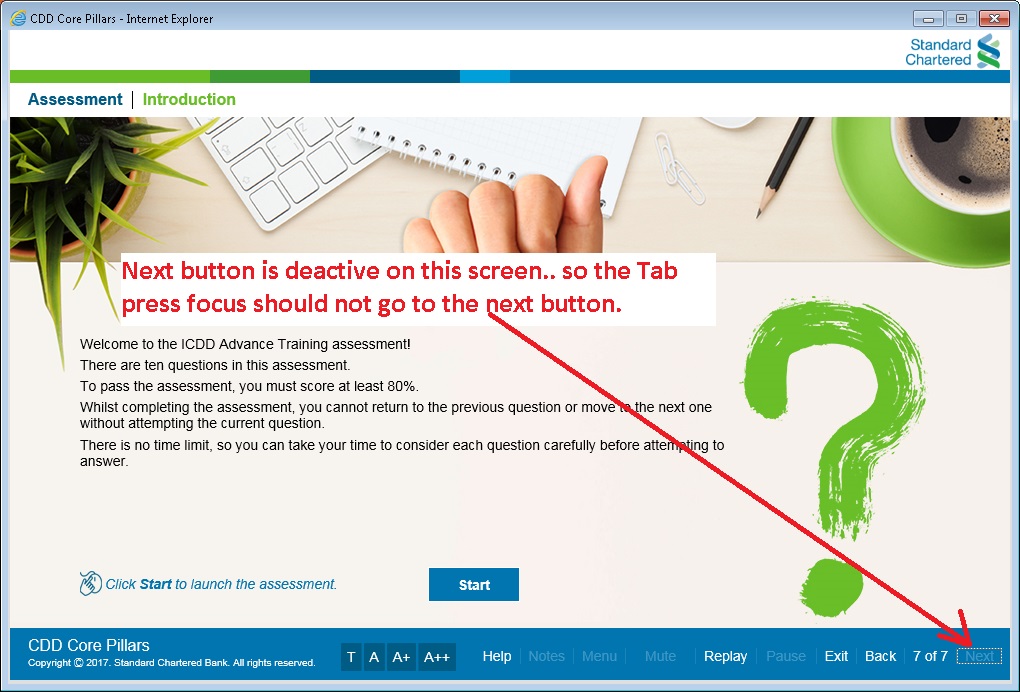 CDD Core Pillars - Internet Explorer
Standard
Chartered
Assessment | Introduction
Next button is deactive on this screen.. so the Tab
press focus should not go to the next button.
Welcome to the ICDD Advance Training assessment!
There are ten questions in this assessment.
To pass the assessment, you must score at least 80%.
Whilst completing the assessment, you cannot return to the previous question or move to the next one
without attempting the current question.
There is no time limit, so you can take your time to consider each question carefully before attempting to
answer.
?
Click Start to launch the assessment.
Start
CDD Core Pillars
Copyright © 2017. Standard Chartered Bank. All rights reserved.
T A A+ A++ Help Notes Menu Mute Replay Pause Exit Back 7 of 7 Next